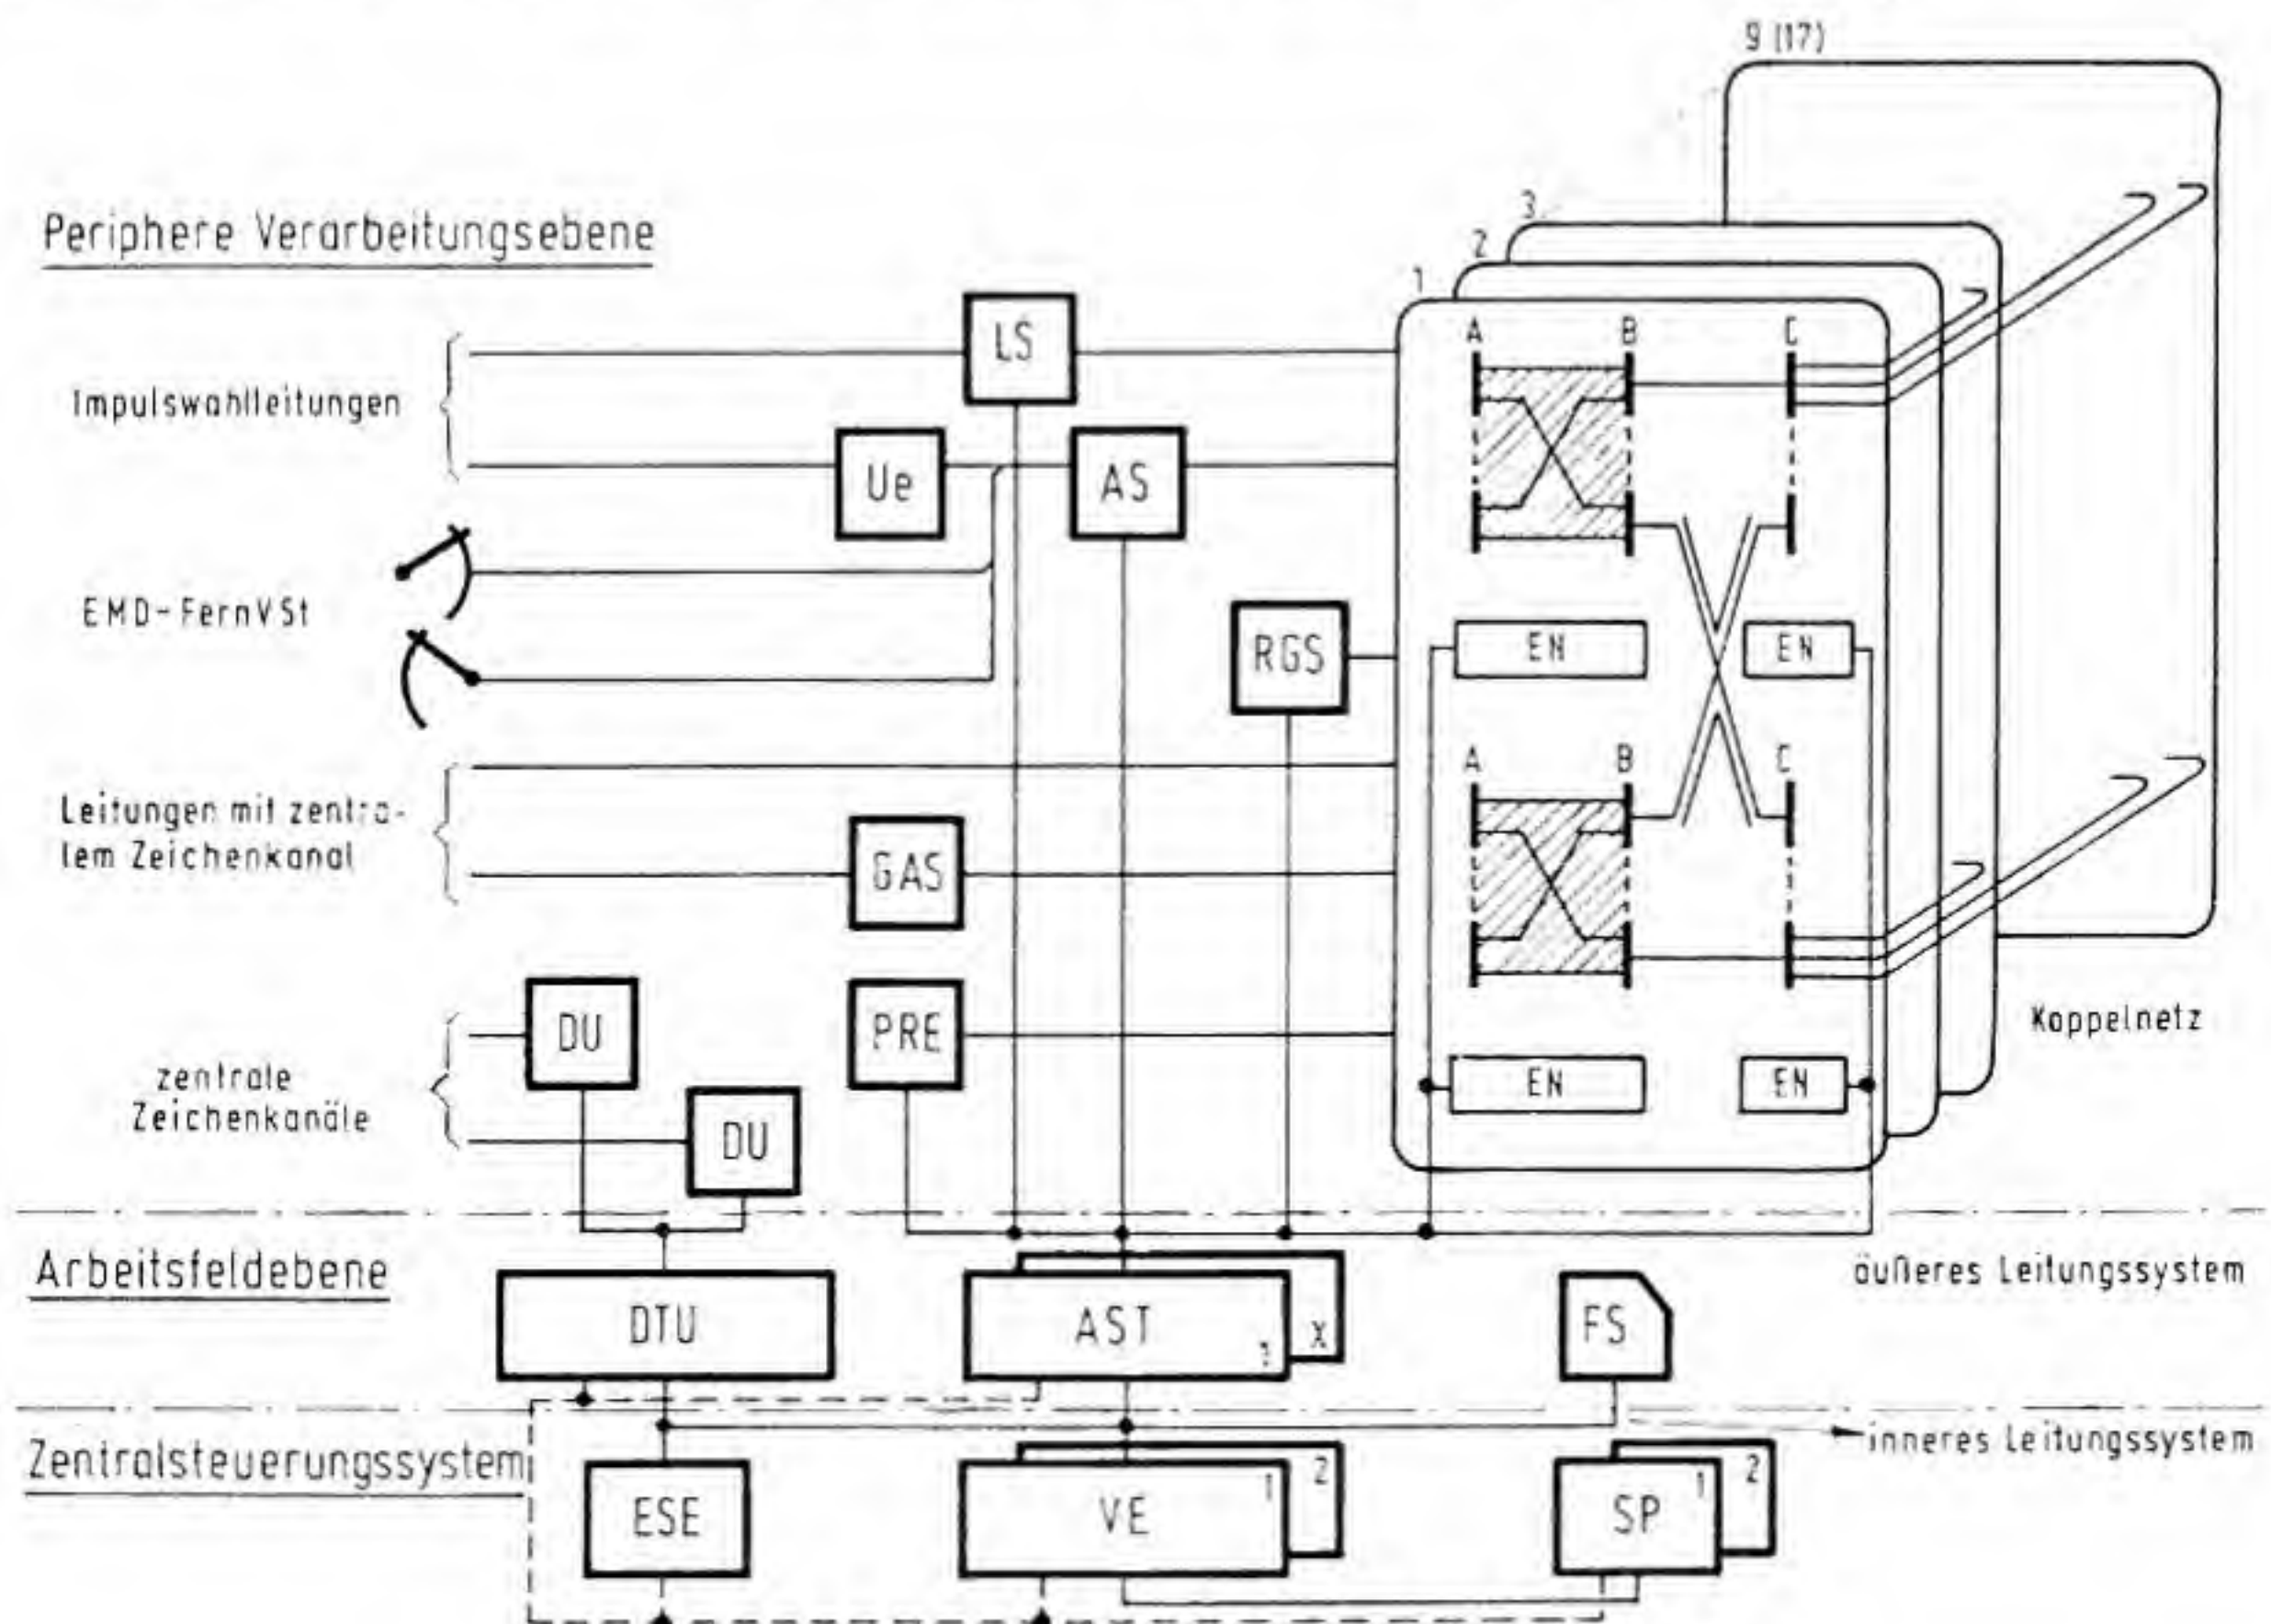 9 (17)
3
2
1
Periphere Verarbeitungsebene
LS
A B C
Impulswahlleitungen
Ue
AS
EMD-FernVSt
RGS
EN
EN
A B C
Leitungen mit zentra-
lem Zeichenkanal
GAS
DU
PRE
Koppelnetz
zentrale
Zeichenkanäle
DU
EN
EN
Arbeitsfeldebene
äußeres Leitungssystem
DTU
AST
1
X
FS
Zentralsteuerungssystem
inneres Leitungssystem
ESE
VE
1
2
SP
1
2